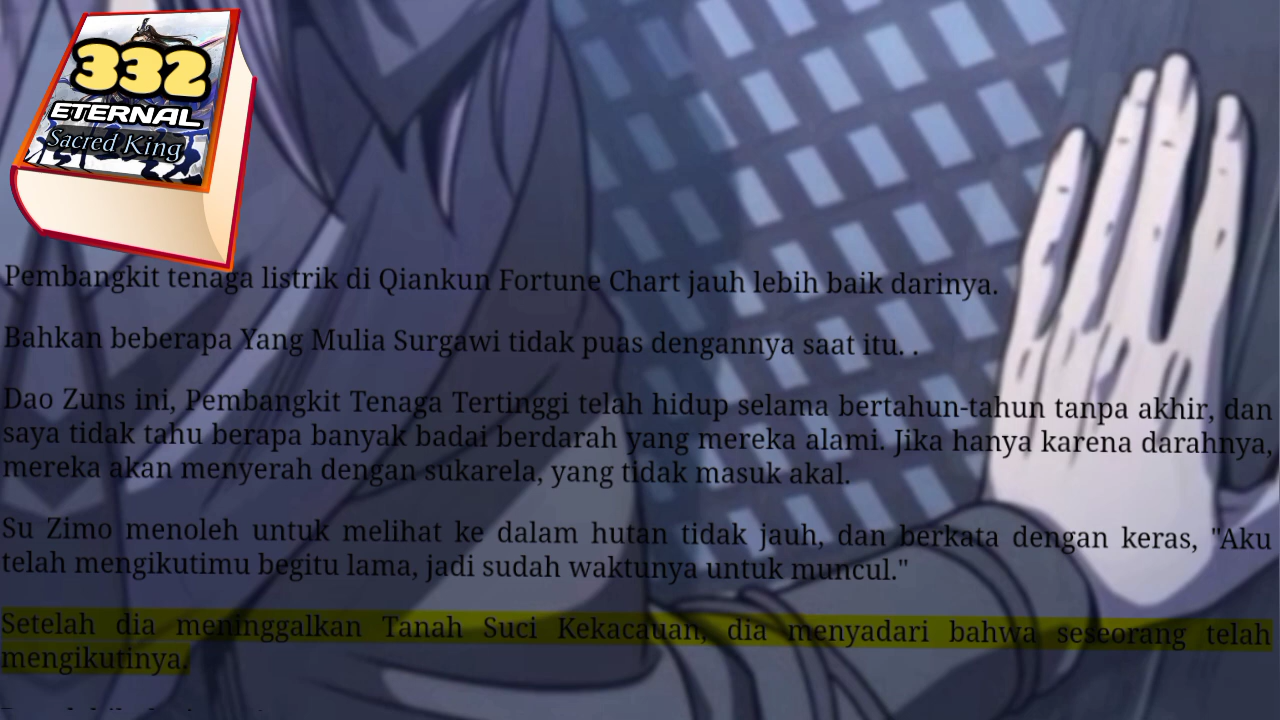 332
ETERNAL
Sacred King
Pembangkit tenaga listrik di Qiankun Fortune Chart jauh lebih baik darinya.
Bahkan beberapa Yang Mulia Surgawi tidak puas dengannya saat itu. .
Dao Zuns ini, Pembangkit Tenaga Tertinggi telah hidup selama bertahun-tahun tanpa akhir, dan
saya tidak tahu berapa banyak badai berdarah yang mereka alami. Jika hanya karena darahnya,
mereka akan menyerah dengan sukarela, yang tidak masuk akal.
Su Zimo menoleh untuk melihat ke dalam hutan tidak jauh, dan berkata dengan keras, "Aku
telah mengikutimu begitu lama, jadi sudah waktunya untuk muncul."
Setelah dia meninggalkan Tanah Suci Kekacauan, dia menyadari bahwa seseorang telah
mengikutinya.